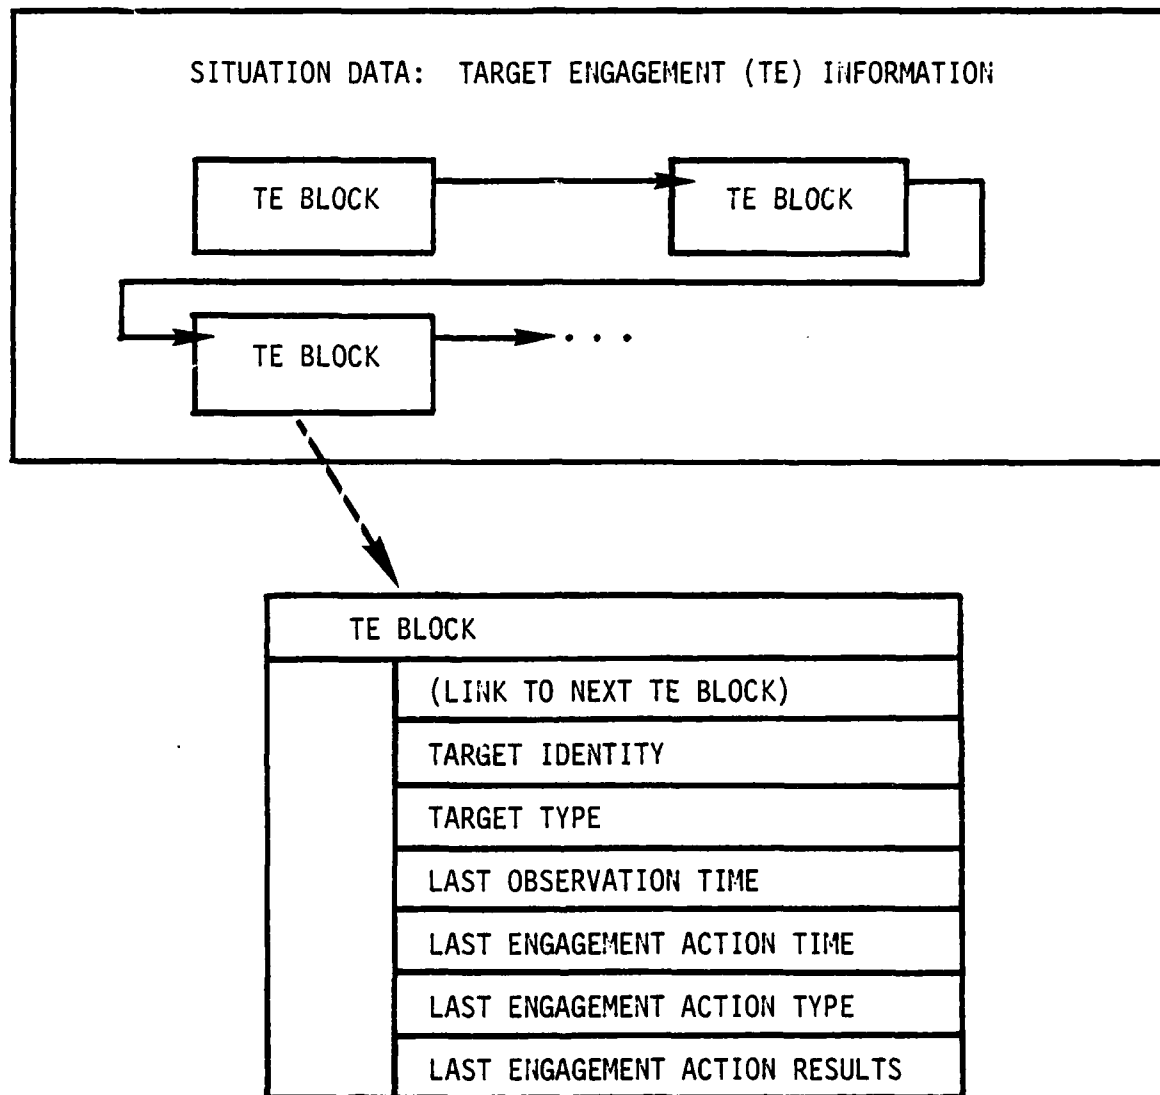 SITUATION DATA: TARGET ENGAGEMENT (TE) INFORMATION
TE BLOCK
TE BLOCK
TE BLOCK
. . .
TE BLOCK
(LINK TO NEXT TE BLOCK)
TARGET IDENTITY
TARGET TYPE
LAST OBSERVATION TIME
LAST ENGAGEMENT ACTION TIME
LAST ENGAGEMENT ACTION TYPE
LAST ENGAGEMENT ACTION RESULTS